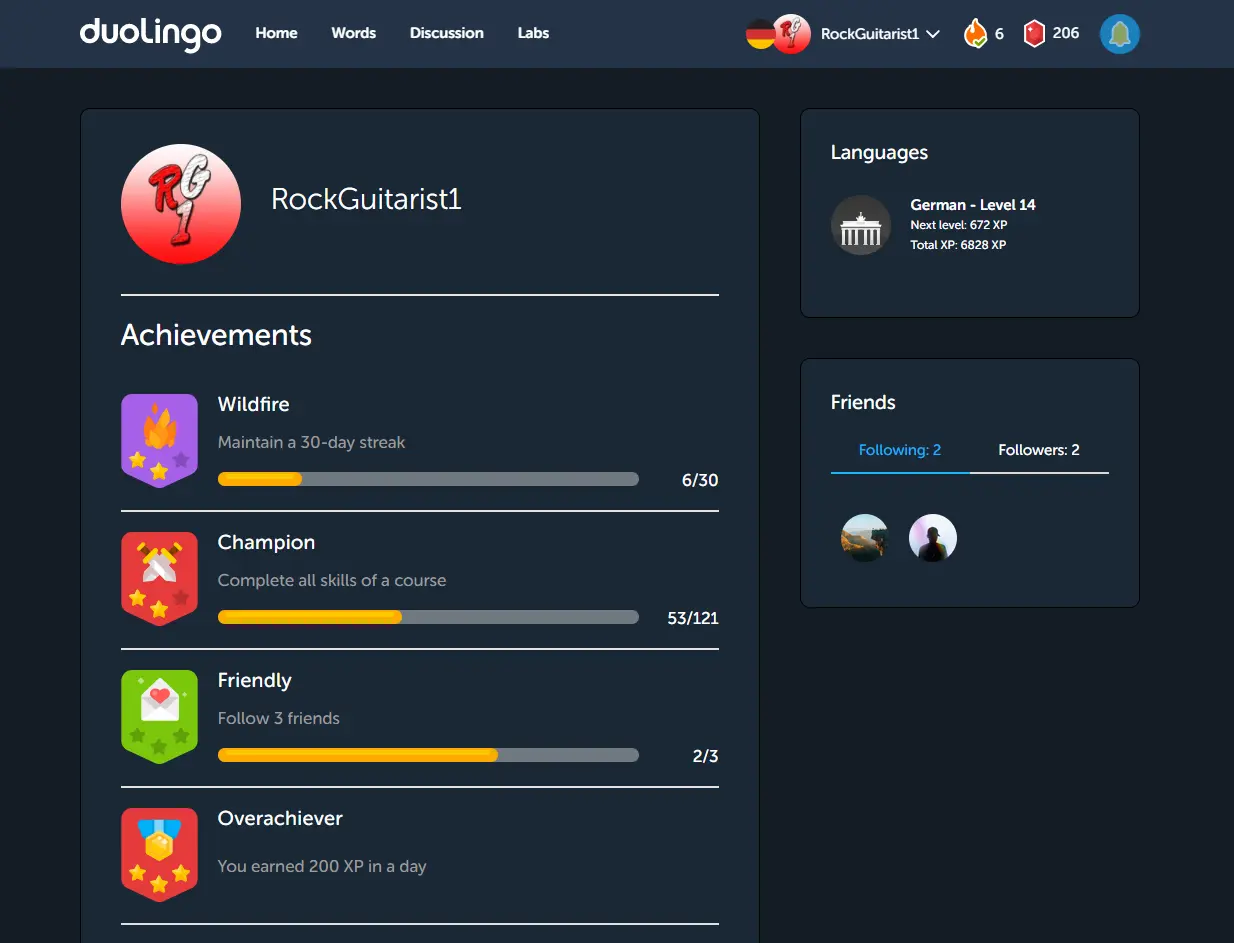 duolingo
Home Words Discussion Labs
RockGuitarist1 6 206
RG
1
RockGuitarist1
Achievements
Wildfire
Maintain a 30-day streak
6/30
Champion
Complete all skills of a course
53/121
Friendly
Follow 3 friends
2/3
Overachiever
You earned 200 XP in a day
Languages
German - Level 14
Next level: 672 XP
Total XP: 6828 XP
Friends
Following: 2 Followers: 2